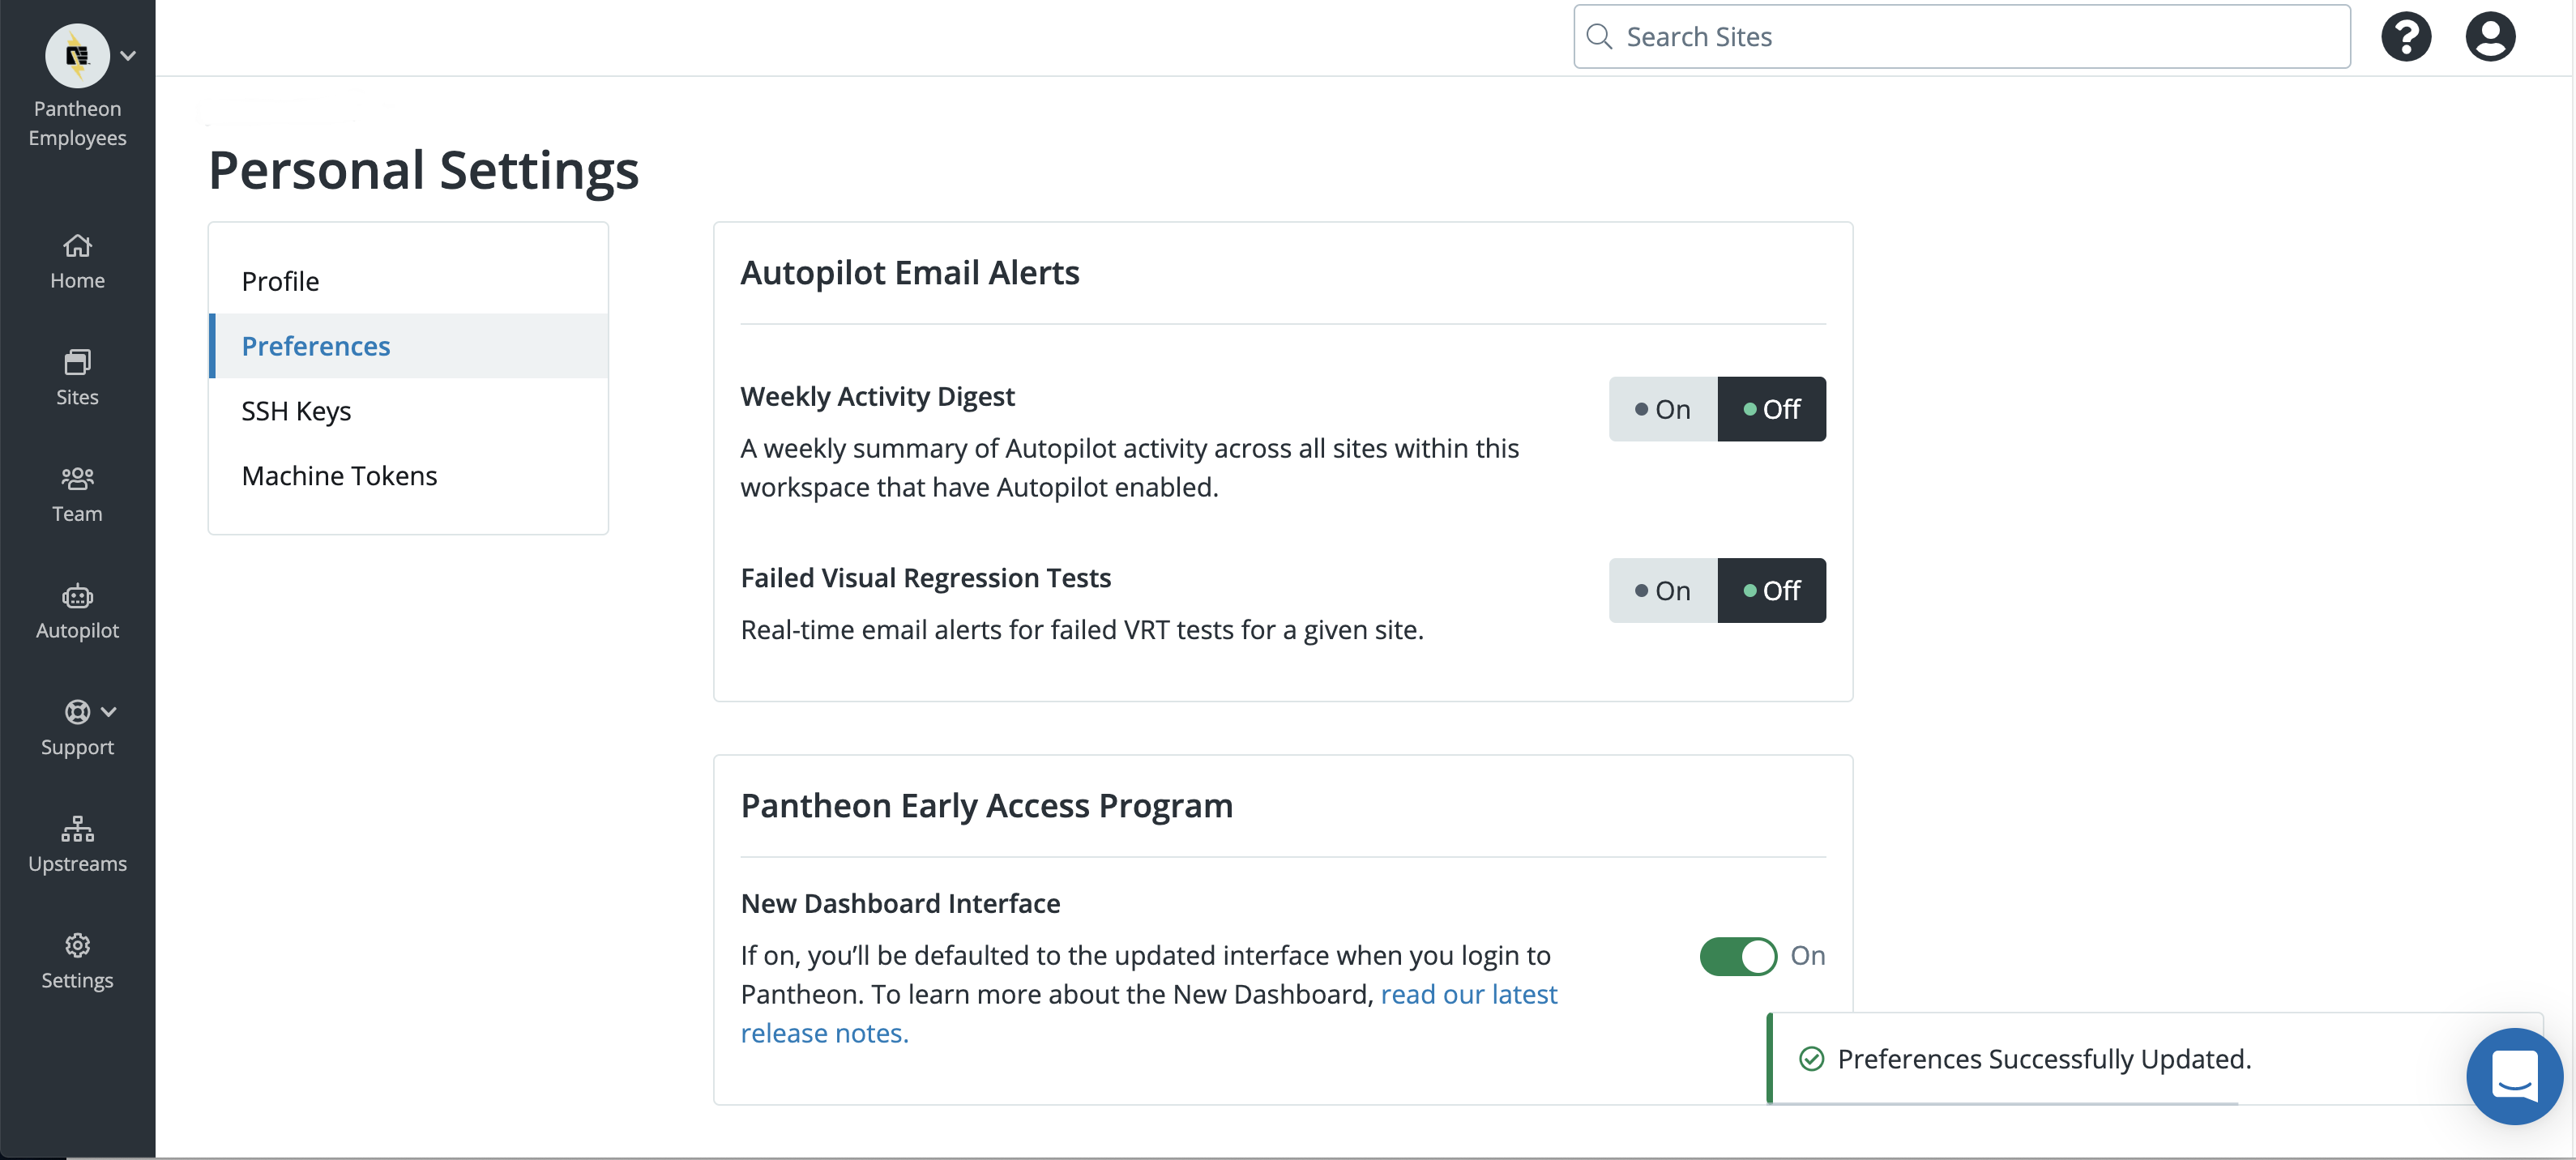 Pantheon
Employees
Search Sites
Home
Sites
Team
Autopilot
Support
Upstreams
Settings
Personal Settings
Profile
Preferences
SSH Keys
Machine Tokens
Autopilot Email Alerts
Weekly Activity Digest
On Off
A weekly summary of Autopilot activity across all sites within this
workspace that have Autopilot enabled.
Failed Visual Regression Tests
On Off
Real-time email alerts for failed VRT tests for a given site.
Pantheon Early Access Program
New Dashboard Interface
If on, you’ll be defaulted to the updated interface when you login to
Pantheon. To learn more about the New Dashboard, read our latest
release notes.
On
Preferences Successfully Updated.